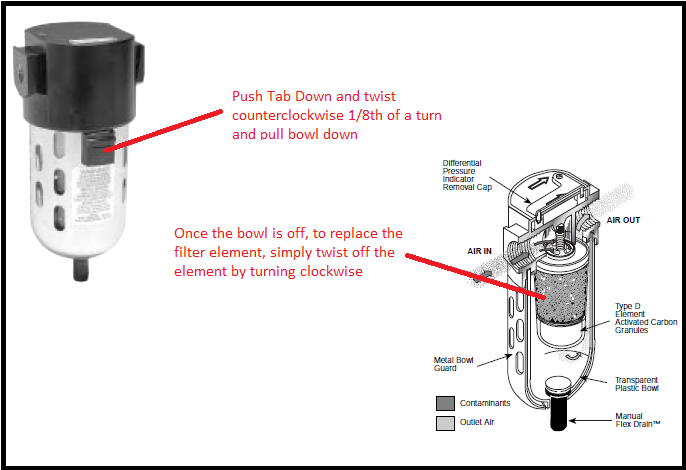 Push Tab Down and twist
counterclockwise 1/8th of a turn
and pull bowl down
Differential
Pressure
Indicator
Removal Cap
AIR OUT
Once the bowl is off, to replace the
filter element, simply twist off the
element by turning clockwise
AIR IN
Type D
Element
Activated Carbon
Granules
Metal Bowl
Guard
Transparent
Plastic Bowl
Contaminants
Outlet Air
Manual
Flex Drain™